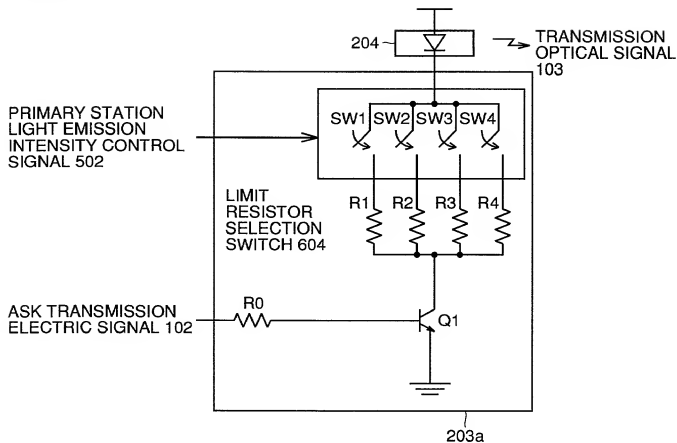 204
TRANSMISSION
OPTICAL SIGNAL
103
PRIMARY STATION
LIGHT EMISSION
INTENSITY CONTROL
SIGNAL 502
SW1 SW2 SW3 SW4
LIMIT
RESISTOR
SELECTION
SWITCH 604
R1 R2 R3 R4
ASK TRANSMISSION
ELECTRIC SIGNAL 102
R0
Q1
203a